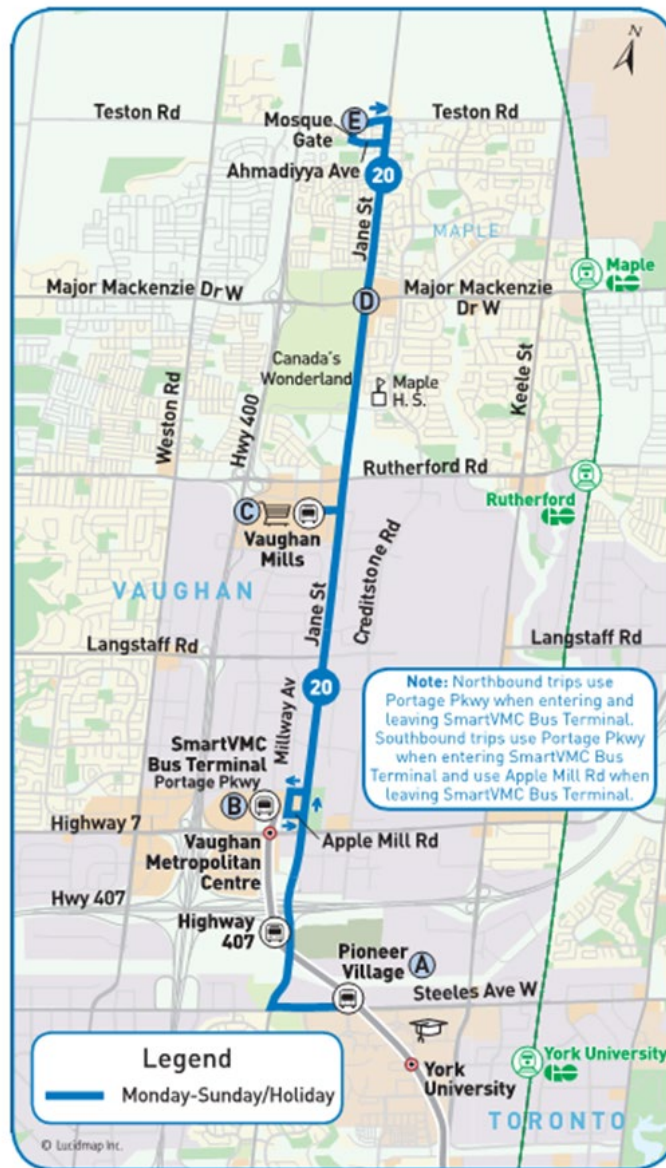 N
Teston Rd
Mosque
Gate
E
Teston Rd
Ahmadiyya Ave
20
Jane St
MAPLE
Maple
GO
Major Mackenzie Dr W
D
Major Mackenzie
Dr W
Canada's
Wonderland
Maple
H. S.
Keele St
Weston Rd
Hwy 400
Rutherford Rd
Rutherford
GO
C
Vaughan
Mills
Creditstone Rd
VAUGHAN
Jane St
Langstaff Rd
Langstaff Rd
20
Millway Av
Note: Northbound trips use
Portage Pkwy when entering and
leaving SmartVMC Bus Terminal.
Southbound trips use Portage Pkwy
when entering SmartVMC Bus
Terminal and use Apple Mill Rd when
leaving SmartVMC Bus Terminal.
SmartVMC
Bus Terminal
Portage Pkwy
B
Highway 7
Apple Mill Rd
Vaughan
Metropolitan
Centre
Hwy 407
Highway
407
Pioneer
Village
A
Steeles Ave W
York
University
York University
GO
TORONTO
Legend
Monday-Sunday/Holiday
© Lucidmap Inc.